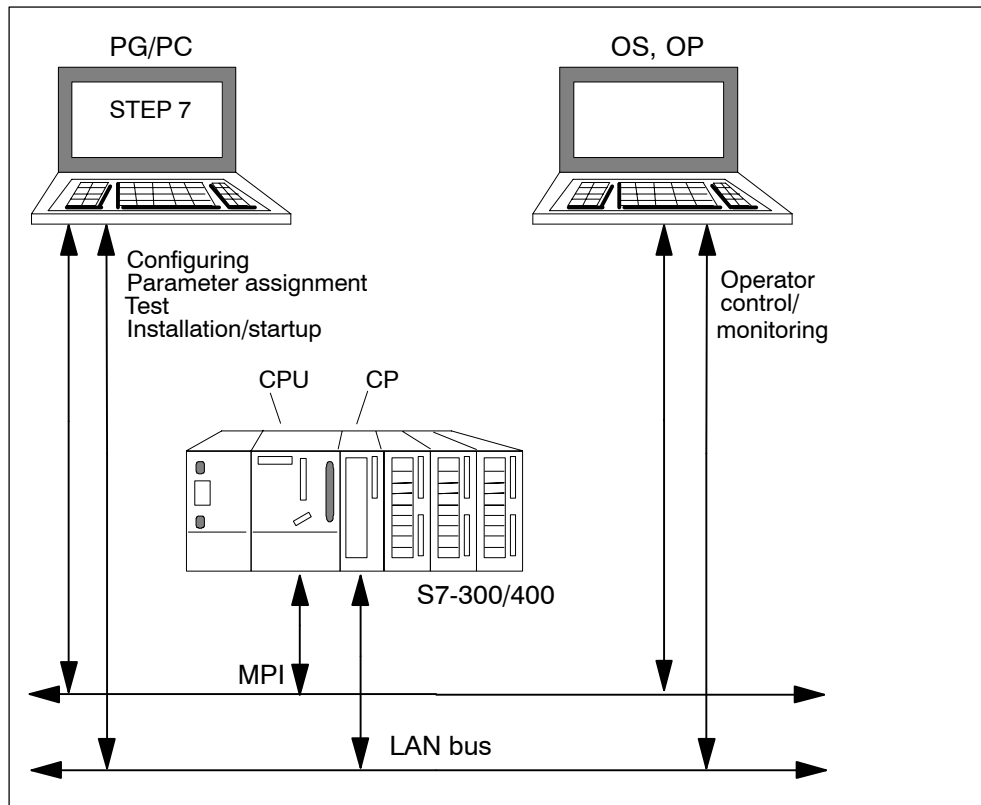 PG/PC
OS, OP
STEP 7
Configuring
Parameter assignment
Test
Installation/startup
Operator
control/
monitoring
CPU
CP
S7-300/400
MPI
LAN bus